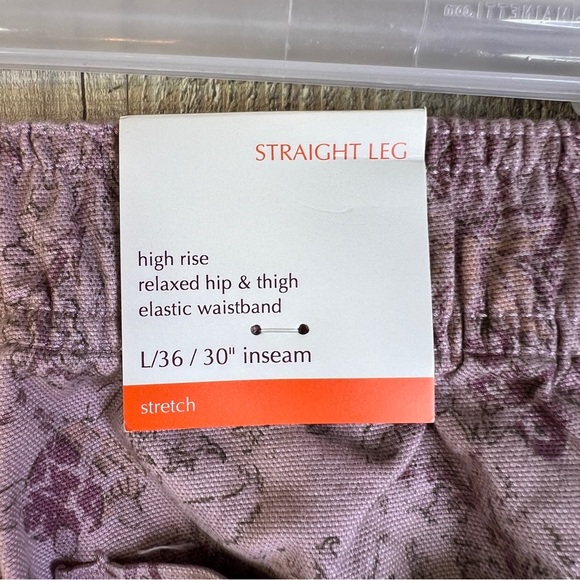 STRAIGHT LEG
high rise
relaxed hip & thigh
elastic waistband
L/36 / 30" inseam
stretch